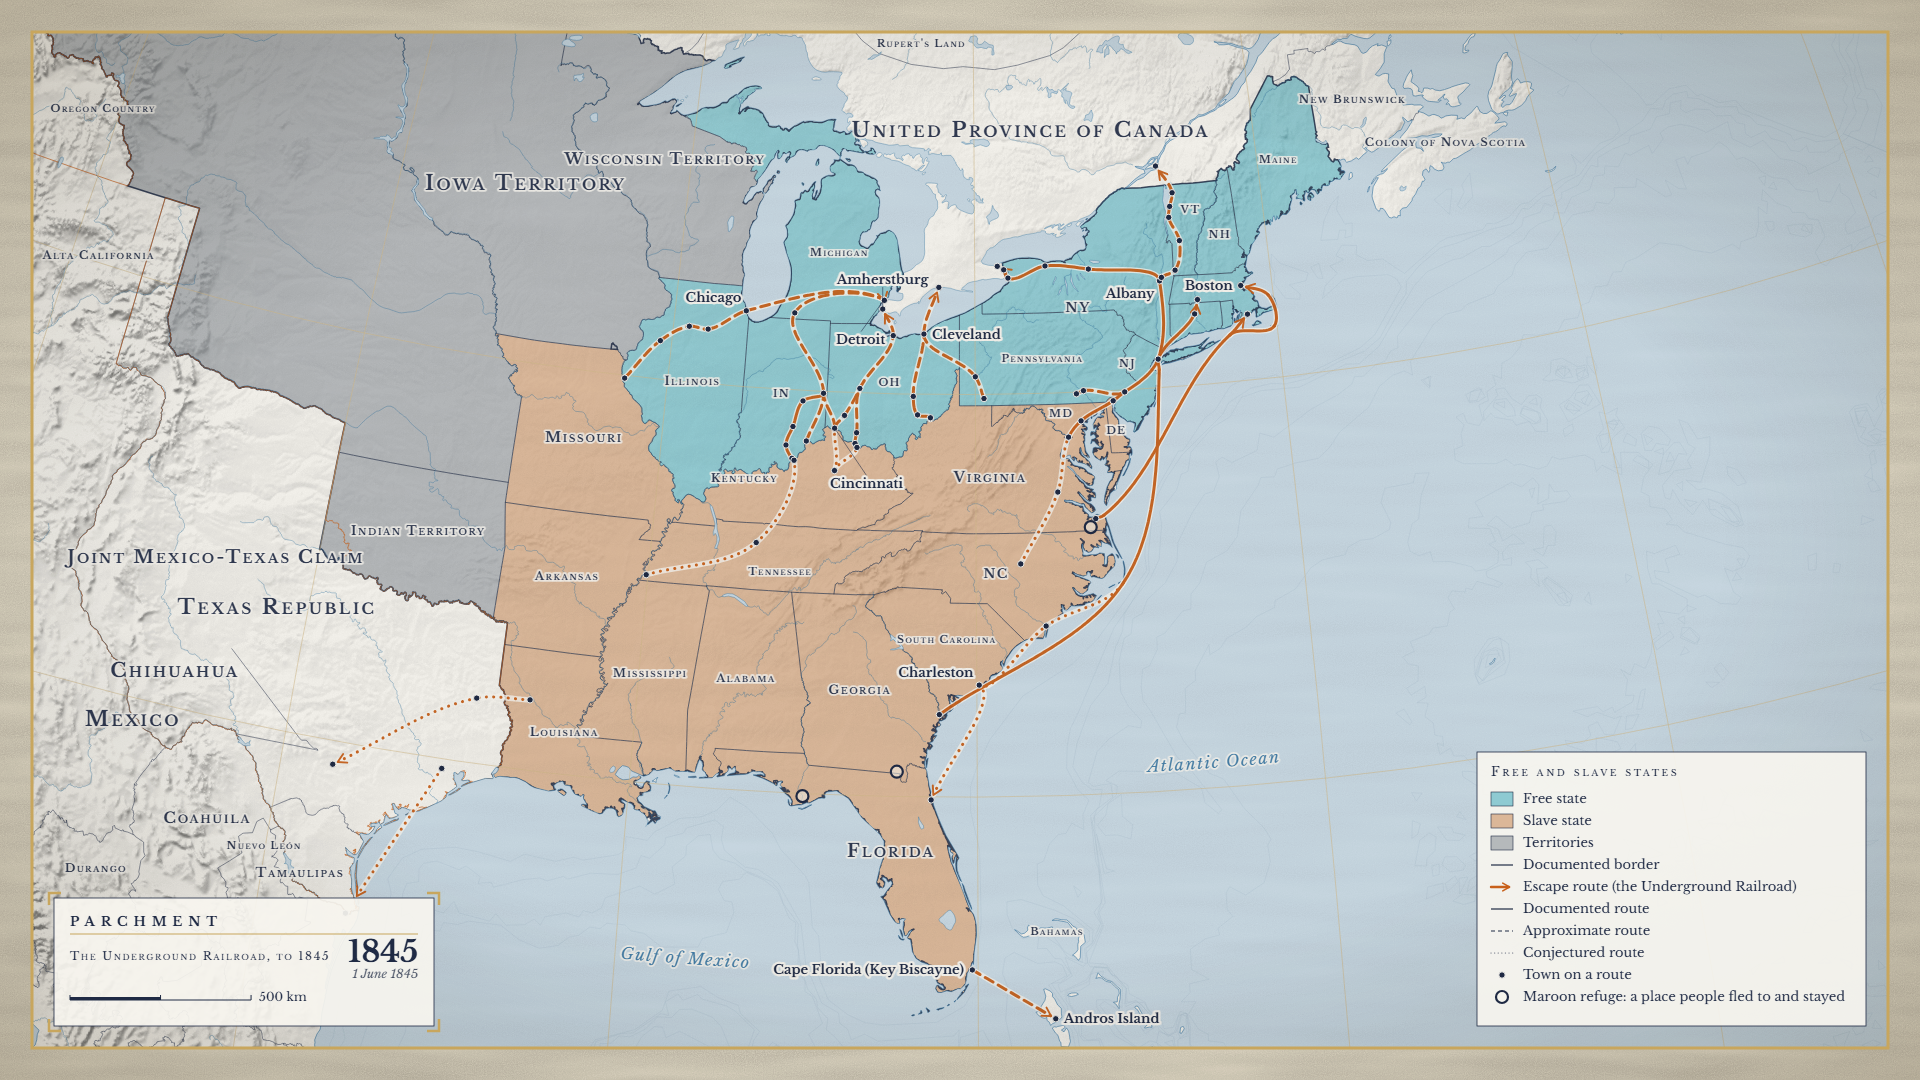 Rupert's Land
Oregon Country
New Brunswick
United Province of Canada
Colony of Nova Scotia
Wisconsin Territory
Maine
Iowa Territory
VT
NH
Michigan
Alta California
Amherstburg
Boston
Chicago
Albany
NY
Detroit
Cleveland
Pennsylvania
NJ
Illinois
OH
IN
MD
DE
Missouri
Kentucky
Virginia
Cincinnati
Indian Territory
Joint Mexico-Texas Claim
Arkansas
Tennessee
NC
Texas Republic
South Carolina
Chihuahua
Mississippi
Alabama
Charleston
Georgia
Mexico
Louisiana
Atlantic Ocean
Coahuila
Nuevo León
Florida
Durango
Tamaulipas
Bahamas
Gulf of Mexico
Cape Florida (Key Biscayne)
Andros Island
PARCHMENT
The Underground Railroad, to 1845
1845
1 June 1845
500 km
Free and slave states
Free state
Slave state
Territories
Documented border
Escape route (the Underground Railroad)
Documented route
Approximate route
Conjectured route
Town on a route
Maroon refuge: a place people fled to and stayed